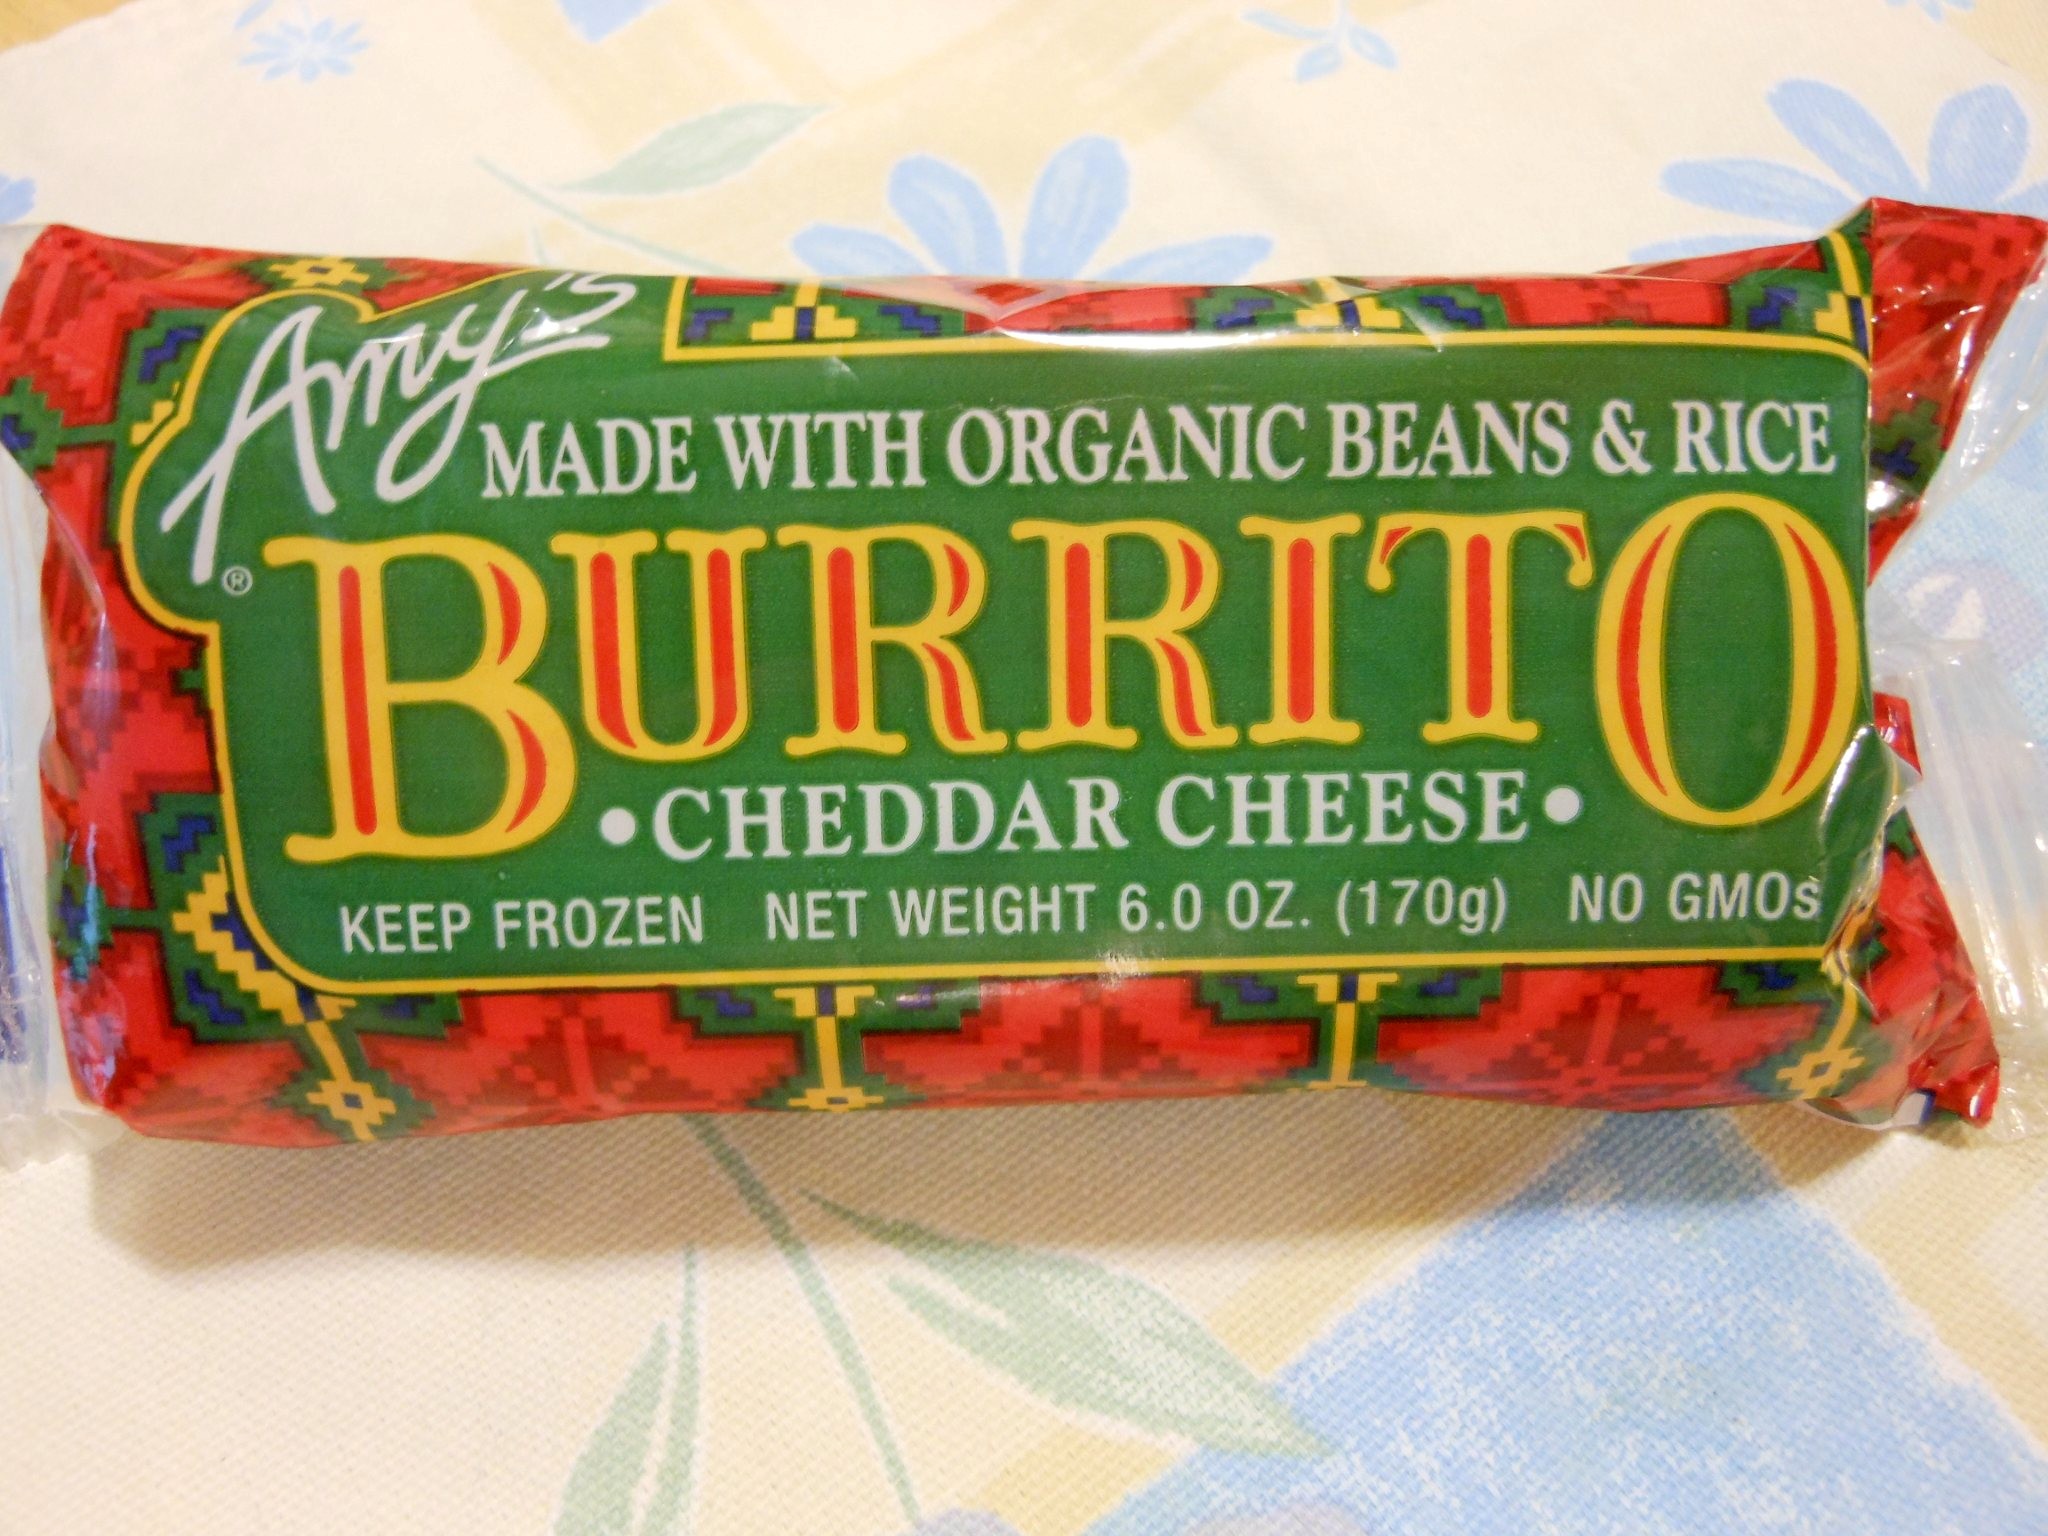 Amy's
®
MADE WITH ORGANIC BEANS & RICE
BURRITO
•CHEDDAR CHEESE•
KEEP FROZEN NET WEIGHT 6.0 OZ. (170g) NO GMOs